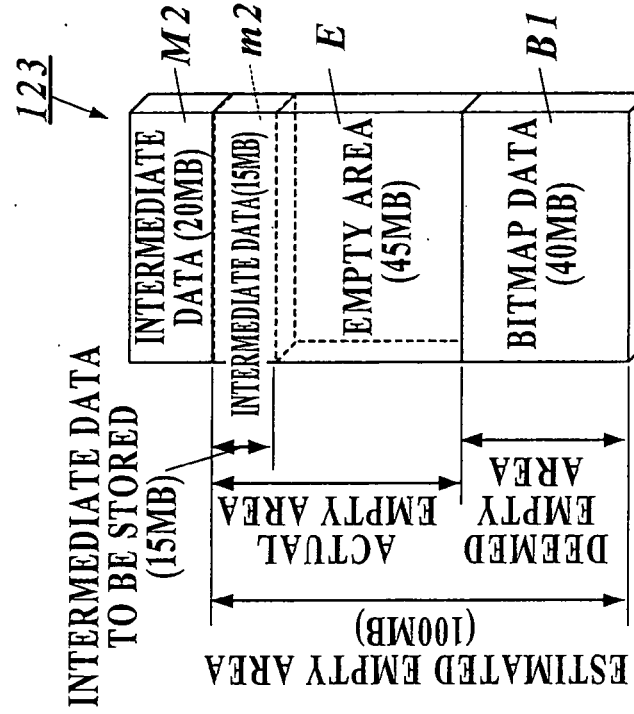 123
INTERMEDIATE DATA
TO BE STORED
(15MB)
INTERMEDIATE
DATA (20MB)
M2
INTERMEDIATE DATA(15MB)
m2
EMPTY AREA
(45MB)
E
BITMAP DATA
(40MB)
B1
ACTUAL
EMPTY AREA
DEEMED
EMPTY
AREA
ESTIMATED EMPTY AREA
(100MB)